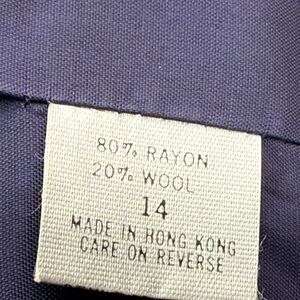 80% RAYON
20% WOOL
14
MADE IN HONG KONG
CARE ON REVERSE